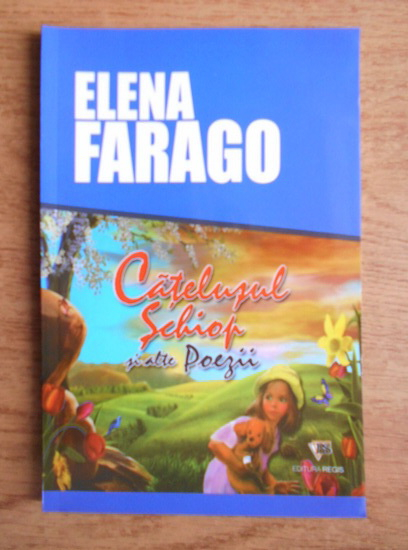 ELENA
FARAGO
Cățelușul
Șchiop
și alte Poezii
EDITURA REGIS